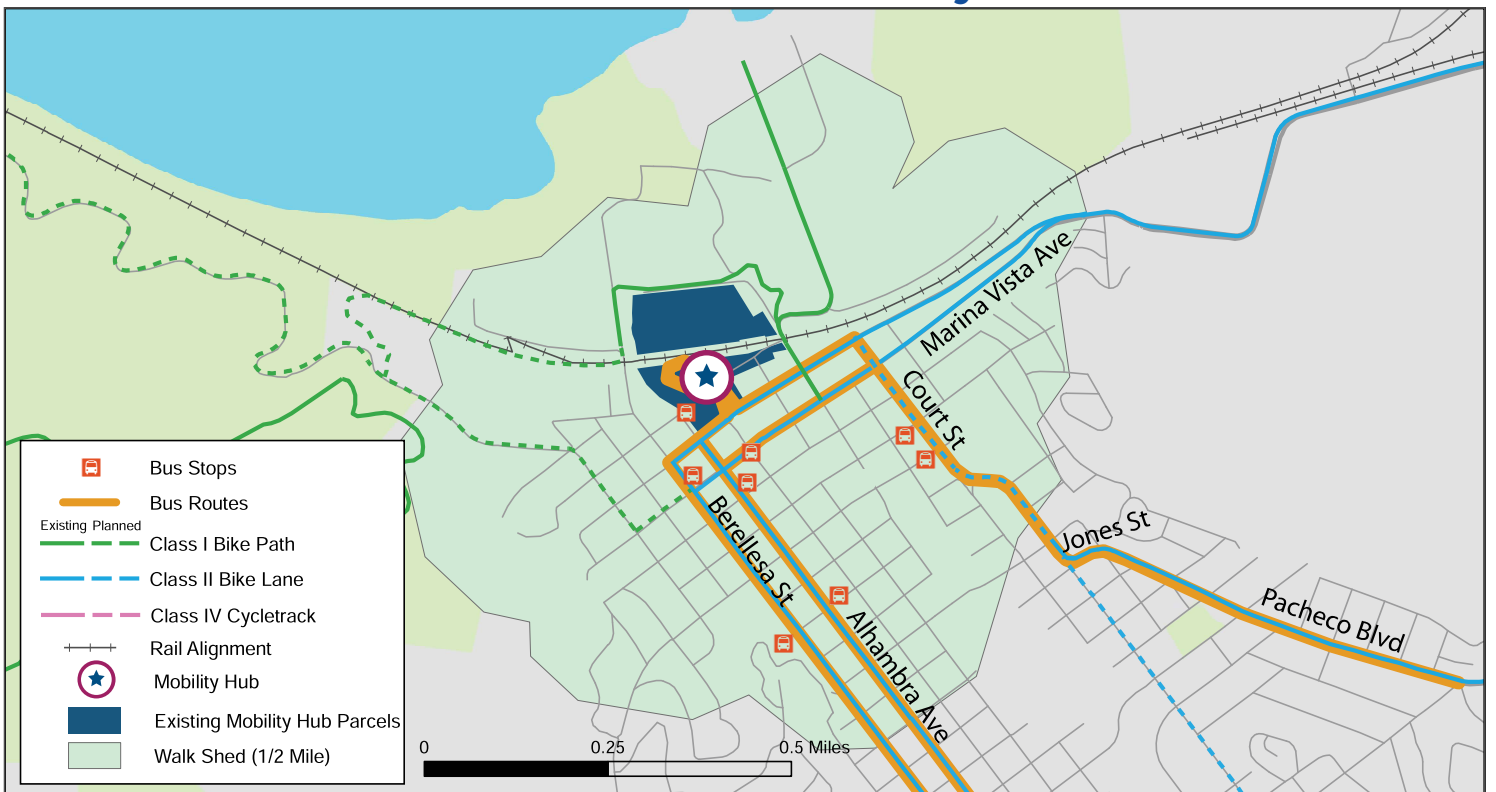 Marina Vista Ave
Court St
Jones St
Pacheco Blvd
Berellesa St
Alhambra Ave
Bus Stops
Bus Routes
Existing Planned
Class I Bike Path
Class II Bike Lane
Class IV Cycletrack
Rail Alignment
Mobility Hub
Existing Mobility Hub Parcels
Walk Shed (1/2 Mile)
0 0.25 0.5 Miles